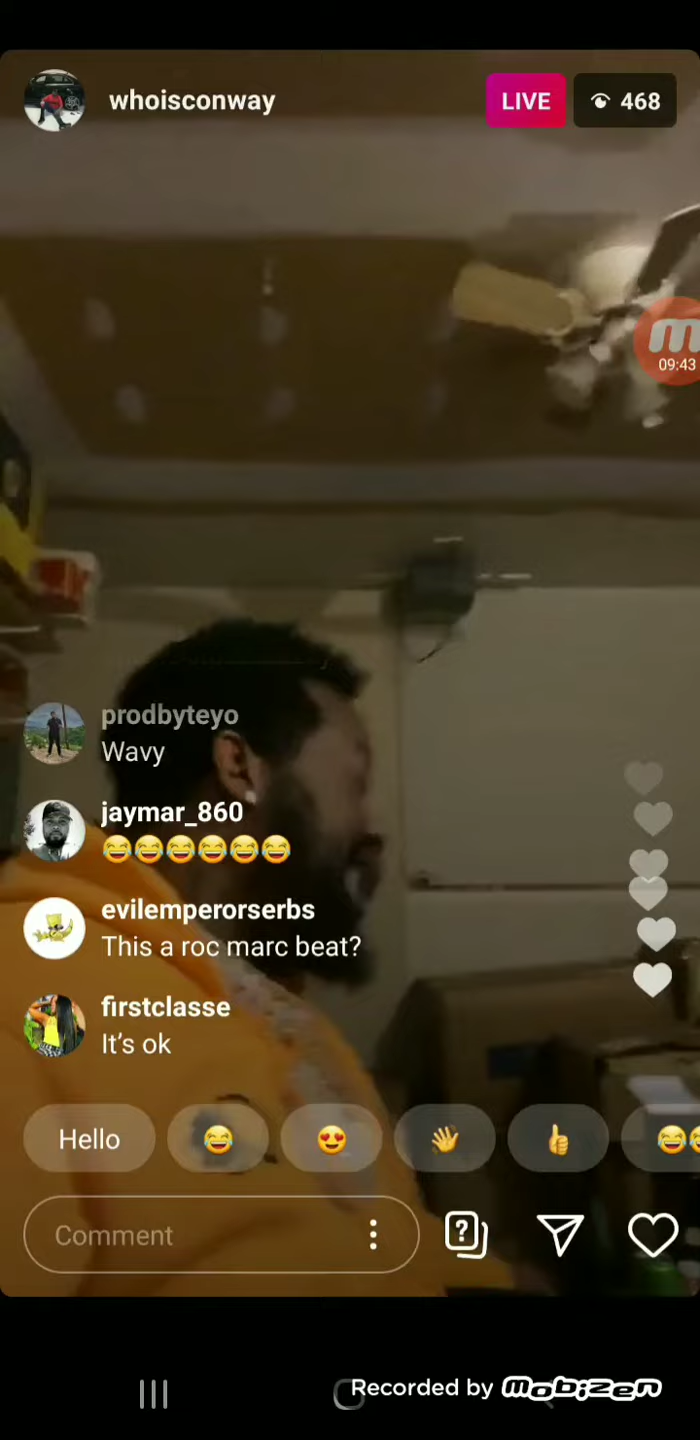 whoisconway
LIVE
468
09:43
prodbyteyo
Wavy
jaymar_860
😂😂😂😂😂😂
evilemperorserbs
This a roc marc beat?
firstclasse
It's ok
Hello
Comment
Recorded by mobizen